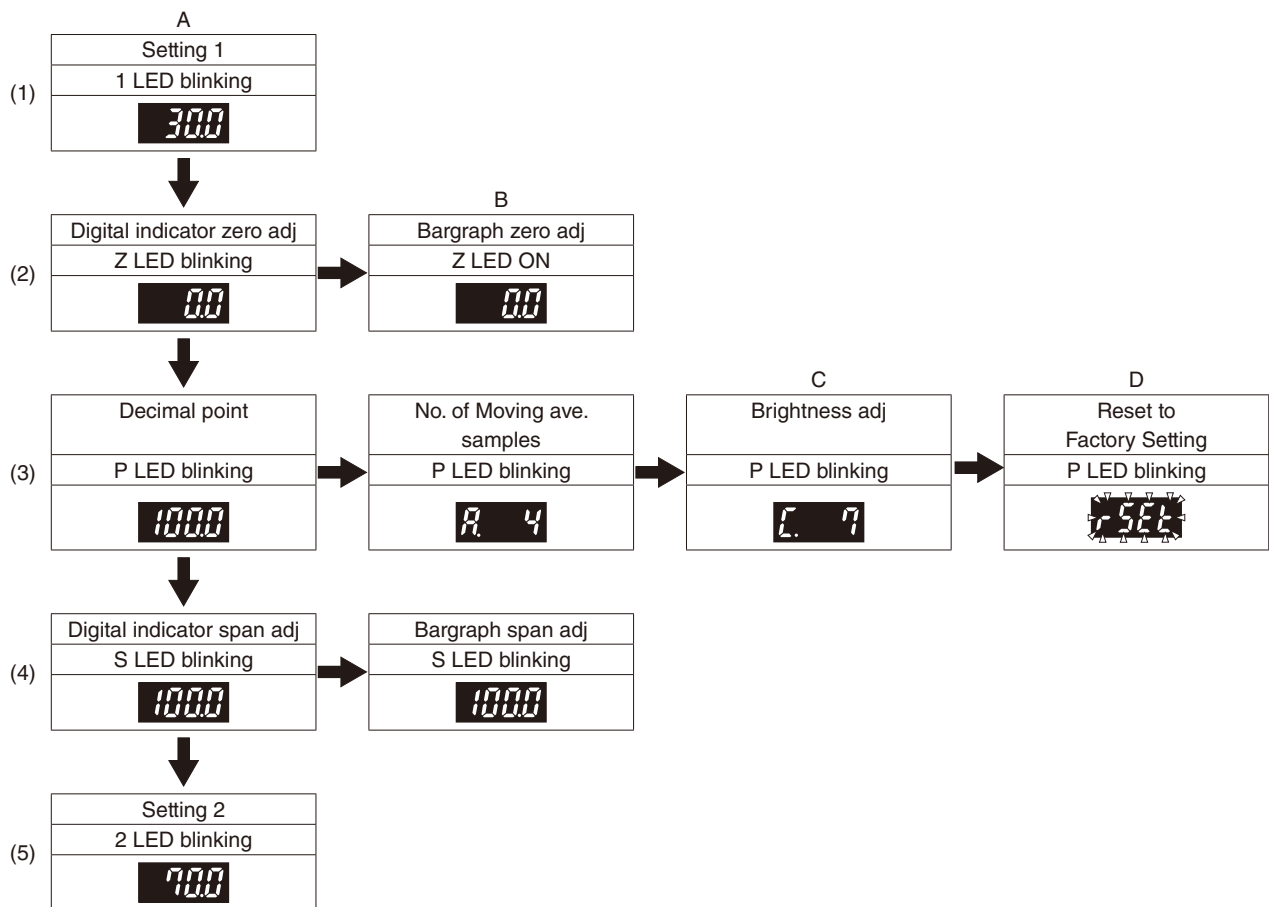 A
Setting 1
1 LED blinking
(1)
30.0
B
Digital indicator zero adj
Bargraph zero adj
Z LED blinking
Z LED ON
(2)
0.0
0.0
C
D
Decimal point
No. of Moving ave.
samples
Brightness adj
Reset to
Factory Setting
(3)
P LED blinking
P LED blinking
P LED blinking
P LED blinking
100.0
A. 4
C. 7
rSEt
Digital indicator span adj
Bargraph span adj
S LED blinking
S LED blinking
(4)
100.0
100.0
Setting 2
2 LED blinking
(5)
70.0